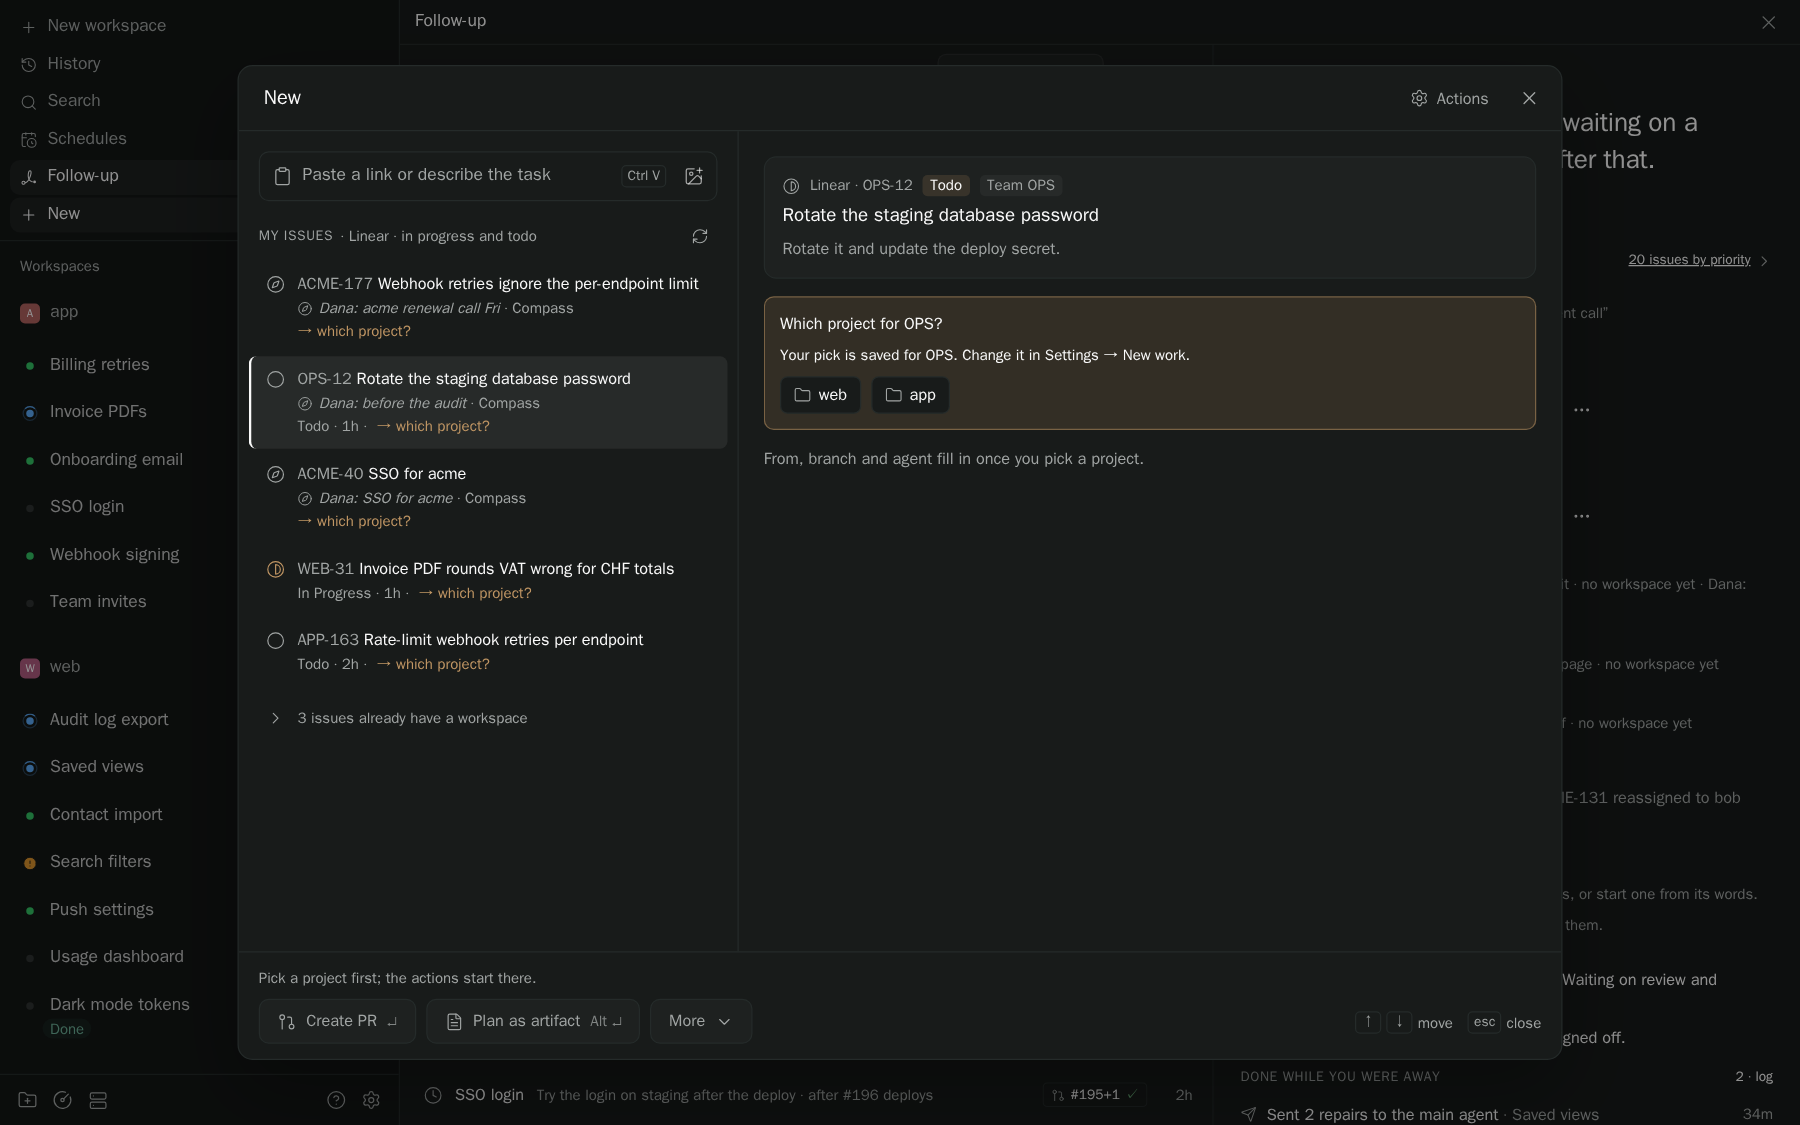 New workspace
History
Search
Schedules
Follow-up
New
Workspaces
A app
Billing retries
Invoice PDFs
Onboarding email
SSO login
Webhook signing
Team invites
W web
Audit log export
Saved views
Contact import
Search filters
Push settings
Usage dashboard
Dark mode tokens
Done
Follow-up
New
Actions
Paste a link or describe the task Ctrl V
MY ISSUES · Linear · in progress and todo
ACME-177 Webhook retries ignore the per-endpoint limit
Dana: acme renewal call Fri · Compass
→ which project?
OPS-12 Rotate the staging database password
Dana: before the audit · Compass
Todo · 1h · → which project?
ACME-40 SSO for acme
Dana: SSO for acme · Compass
→ which project?
WEB-31 Invoice PDF rounds VAT wrong for CHF totals
In Progress · 1h · → which project?
APP-163 Rate-limit webhook retries per endpoint
Todo · 2h · → which project?
3 issues already have a workspace
Linear · OPS-12 Todo Team OPS
Rotate the staging database password
Rotate it and update the deploy secret.
Which project for OPS?
Your pick is saved for OPS. Change it in Settings → New work.
web app
From, branch and agent fill in once you pick a project.
Pick a project first; the actions start there.
Create PR ↵ Plan as artifact Alt ↵ More
↑ ↓ move esc close
waiting on a
fter that.
20 issues by priority
nt call”
...
...
it · no workspace yet · Dana:
page · no workspace yet
f · no workspace yet
E-131 reassigned to bob
s, or start one from its words.
them.
Waiting on review and
gned off.
SSO login Try the login on staging after the deploy · after #196 deploys #195+1 ✓ 2h
DONE WHILE YOU WERE AWAY 2 · log
Sent 2 repairs to the main agent · Saved views 34m